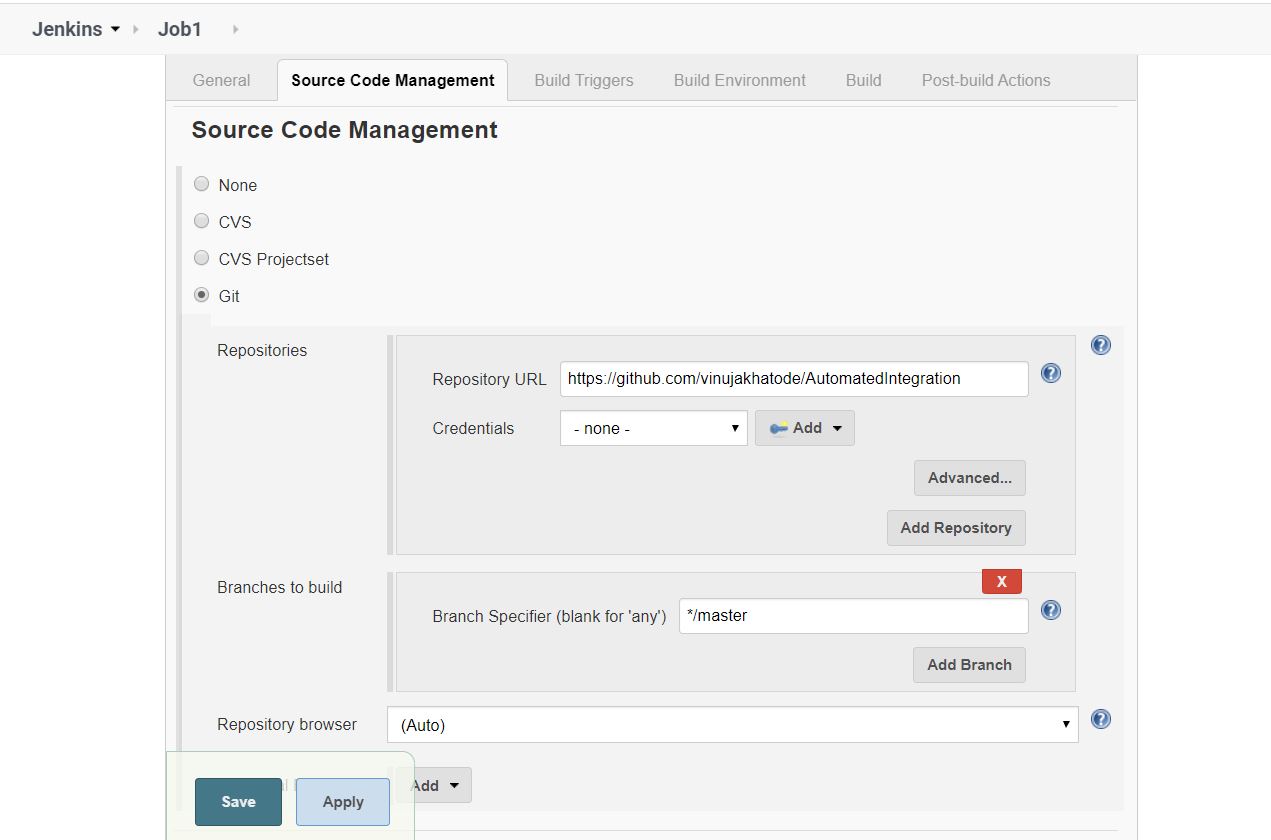 Jenkins Job1
General Source Code Management Build Triggers Build Environment Build Post-build Actions
Source Code Management
None
CVS
CVS Projectset
Git
Repositories
Repository URL https://github.com/vinujakhatode/AutomatedIntegration
Credentials - none - Add
Advanced...
Add Repository
Branches to build
X
Branch Specifier (blank for 'any') */master
Add Branch
Repository browser (Auto)
Add
Save Apply